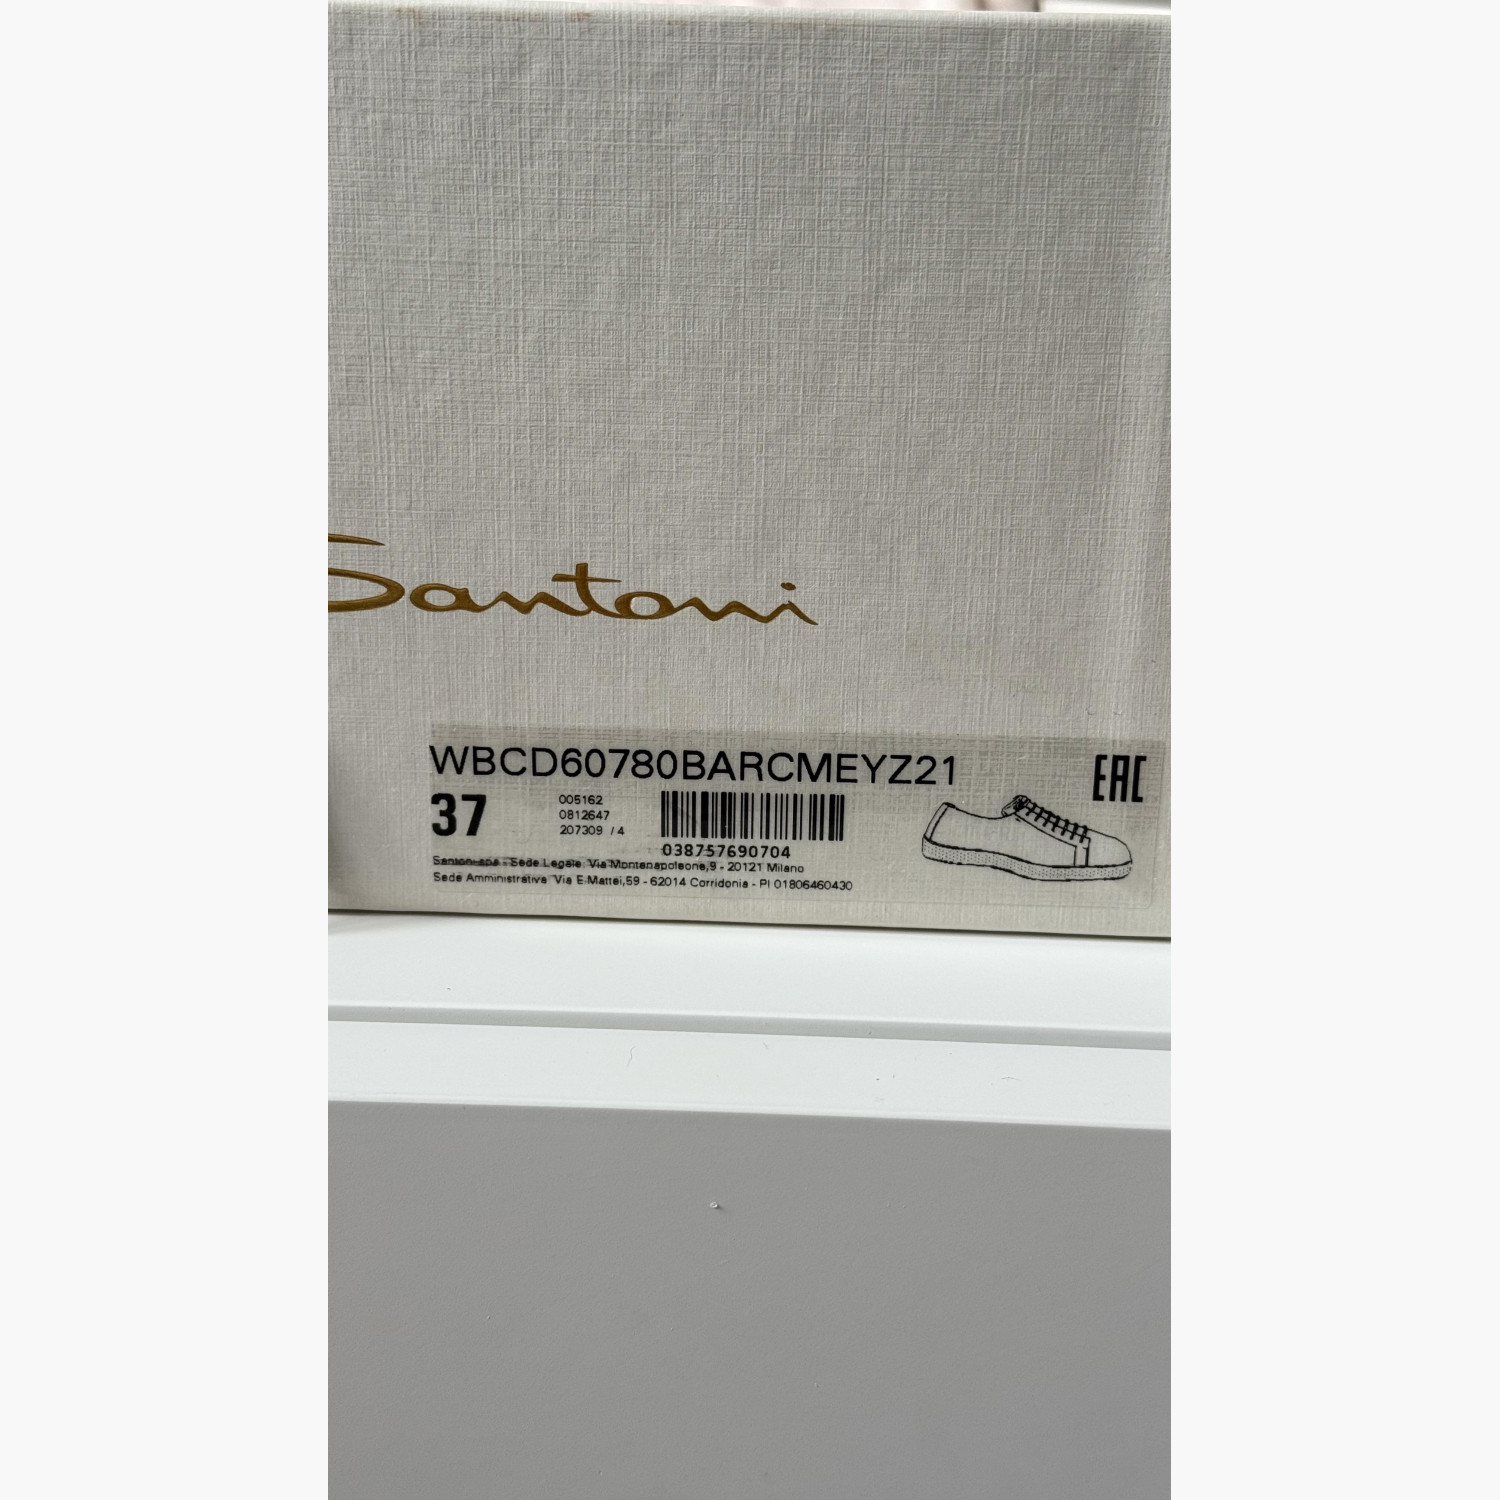 Santoni
WBCD60780BARCMEYZ21
EAC
37
005162
0812647
207309 / 4
038757690704
Santoni spa - Sede Legale: Via Montenapoleone,9 - 20121 Milano
Sede Amministrativa Via E.Mattei,59 - 62014 Corridonia - PI 01806460430